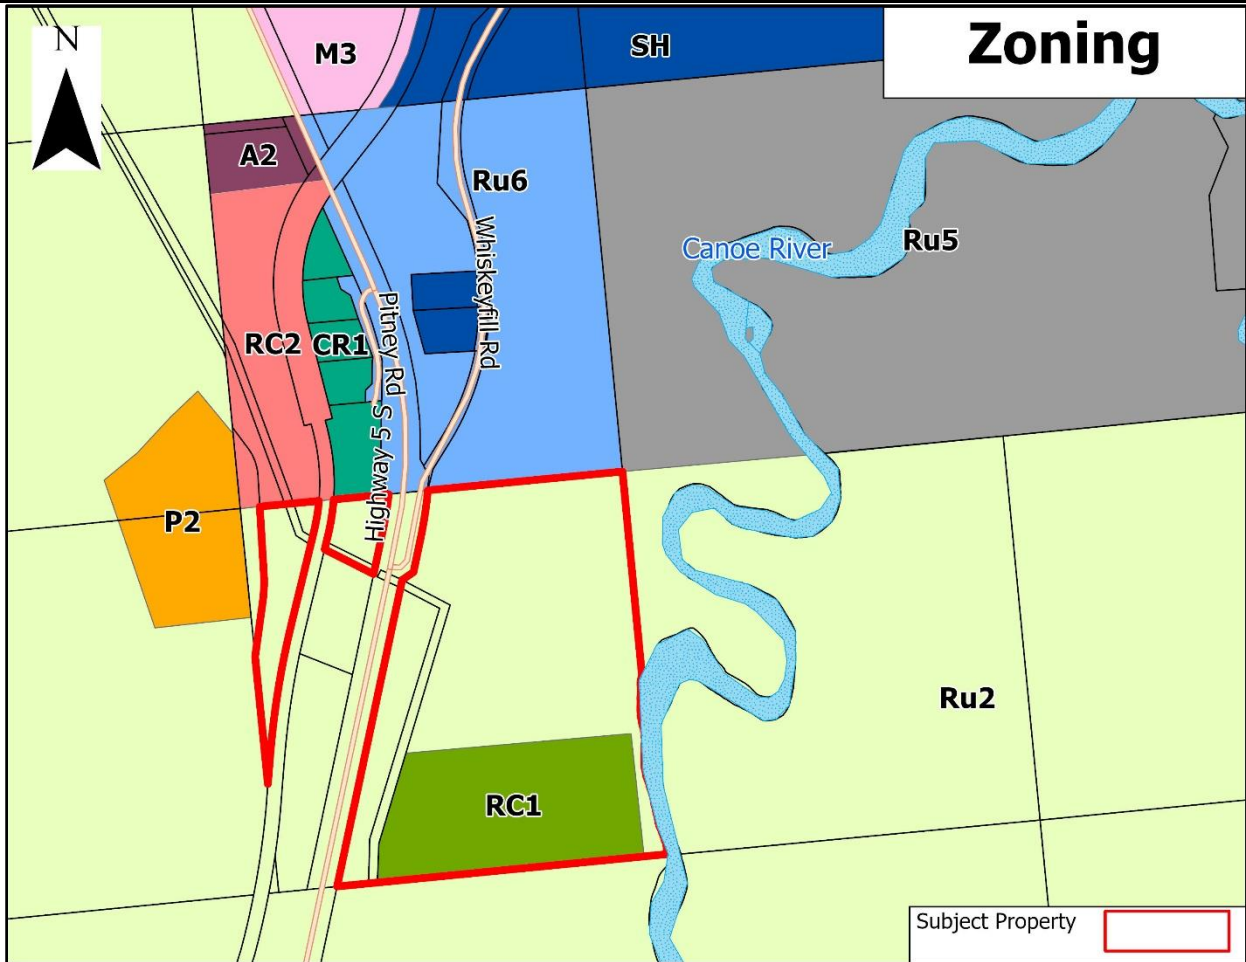 Zoning
N
M3
SH
A2
Ru6
Canoe River
Ru5
Whiskeyfill Rd
Pitney Rd
RC2
CR1
Highway 5 S
P2
Ru2
RC1
Subject Property